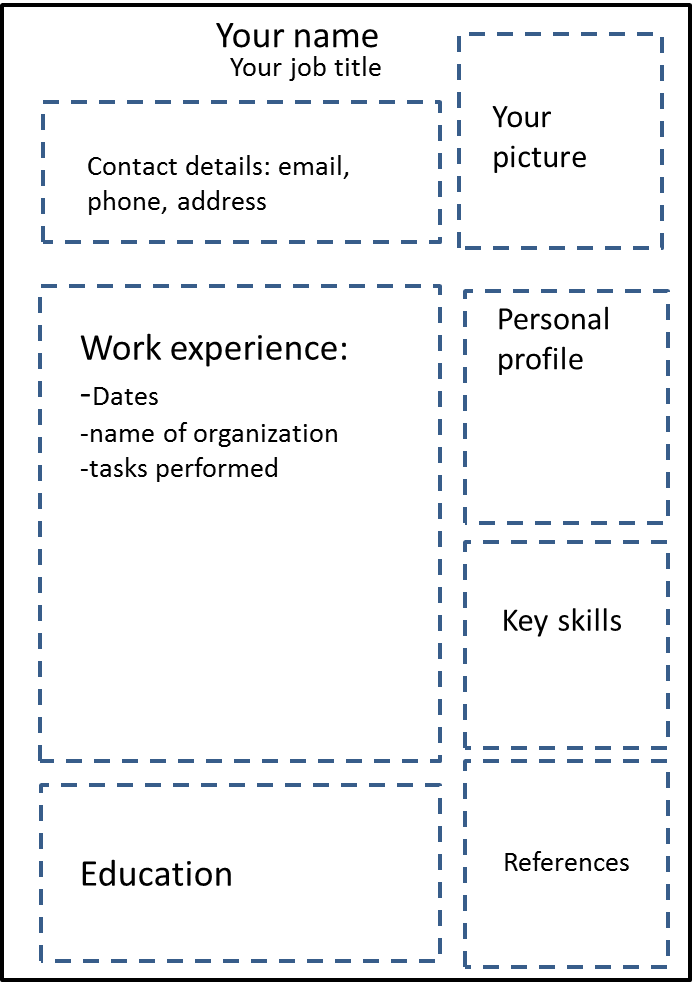 Your name
Your job title
Your
picture
Contact details: email,
phone, address
Work experience:
-Dates
-name of organization
-tasks performed
Personal
profile
Key skills
Education
References